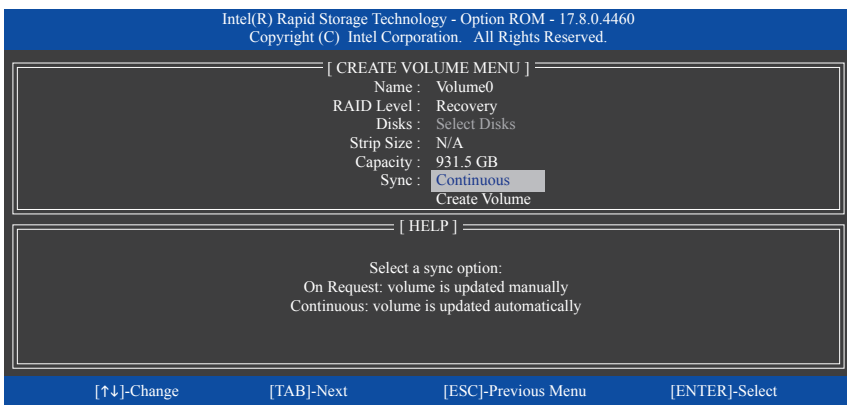 Intel(R) Rapid Storage Technology - Option ROM - 17.8.0.4460
Copyright (C) Intel Corporation. All Rights Reserved.
[ CREATE VOLUME MENU ]
Name : Volume0
RAID Level : Recovery
Disks : Select Disks
Strip Size : N/A
Capacity : 931.5 GB
Sync : Continuous
Create Volume
[ HELP ]
Select a sync option:
On Request: volume is updated manually
Continuous: volume is updated automatically
[↑↓]-Change [TAB]-Next [ESC]-Previous Menu [ENTER]-Select